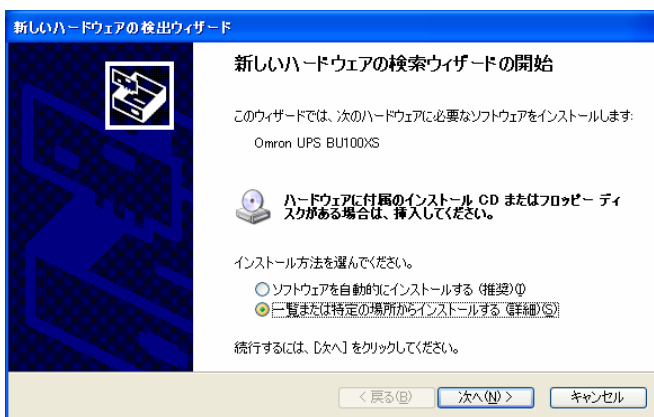 新しいハードウェアの検出ウィザード
新しいハードウェアの検索ウィザードの開始
このウィザードでは、次のハードウェアに必要なソフトウェアをインストールします:
Omron UPS BU100XS
ハードウェアに付属のインストール CD またはフロッピー ディ
スクがある場合は、挿入してください。
インストール方法を選んでください。
ソフトウェアを自動的にインストールする (推奨)(I)
一覧または特定の場所からインストールする (詳細)(S)
続行するには、[次へ] をクリックしてください。
< 戻る(B) 次へ(N) > キャンセル